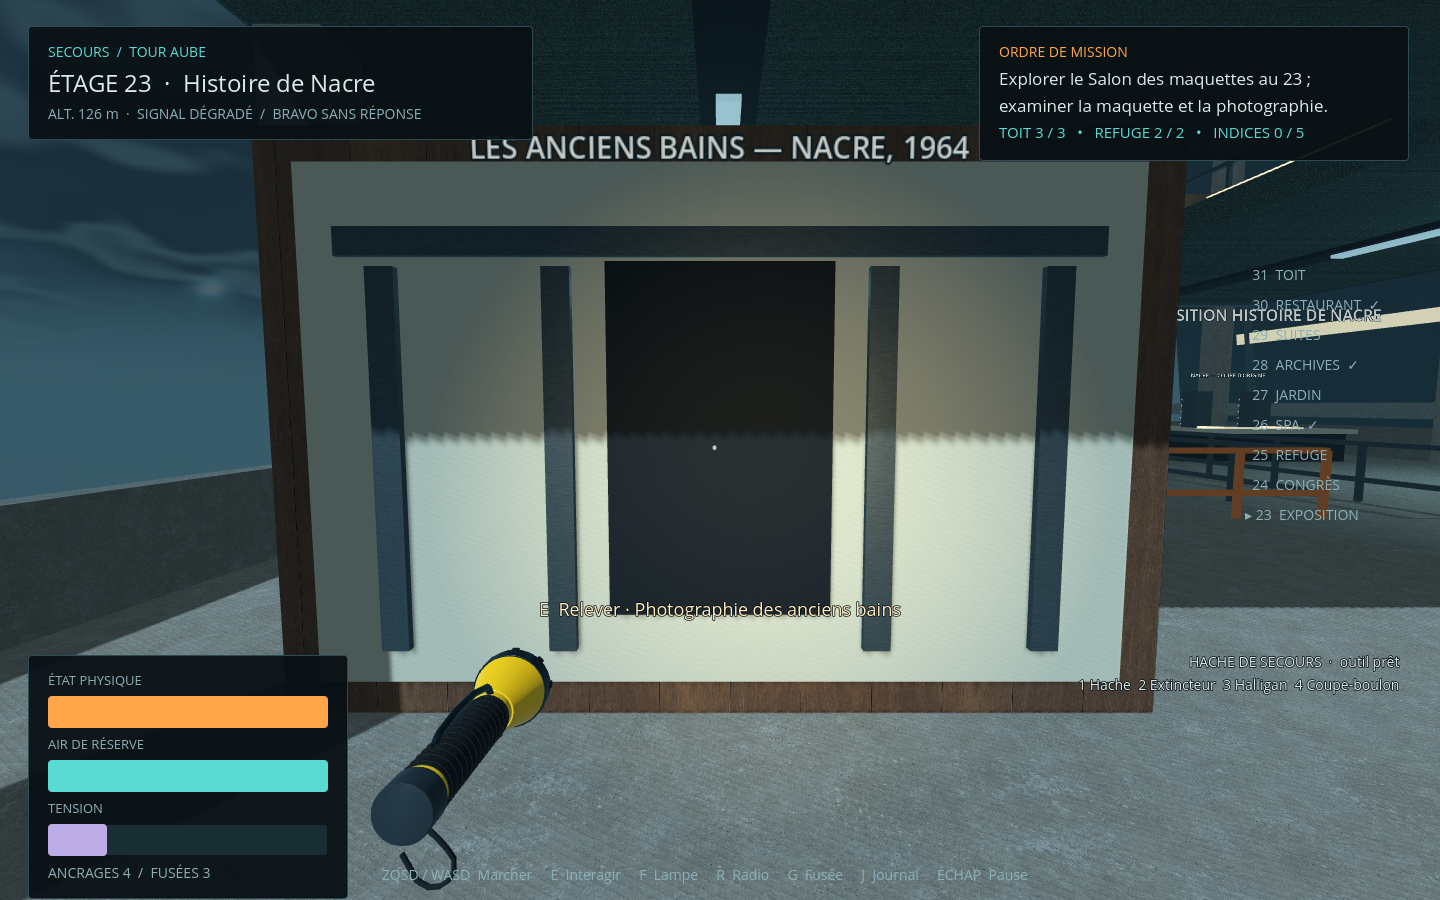 SECOURS / TOUR AUBE
ÉTAGE 23 · Histoire de Nacre
ALT. 126 m · SIGNAL DÉGRADÉ / BRAVO SANS RÉPONSE
ORDRE DE MISSION
Explorer le Salon des maquettes au 23 ;
examiner la maquette et la photographie.
TOIT 3 / 3 • REFUGE 2 / 2 • INDICES 0 / 5
LES ANCIENS BAINS — NACRE, 1964
31 TOIT
30 RESTAURANT ✓
SITION HISTOIRE DE NACRE
29 SUITES
28 ARCHIVES ✓
27 JARDIN
26 SPA ✓
25 REFUGE
24 CONGRÈS
▸ 23 EXPOSITION
E Relever · Photographie des anciens bains
HACHE DE SECOURS · outil prêt
1 Hache 2 Extincteur 3 Halligan 4 Coupe-boulon
ÉTAT PHYSIQUE
AIR DE RÉSERVE
TENSION
ANCRAGES 4 / FUSÉES 3
ZQSD / WASD Marcher E Interagir F Lampe R Radio G Fusée J Journal ÉCHAP Pause